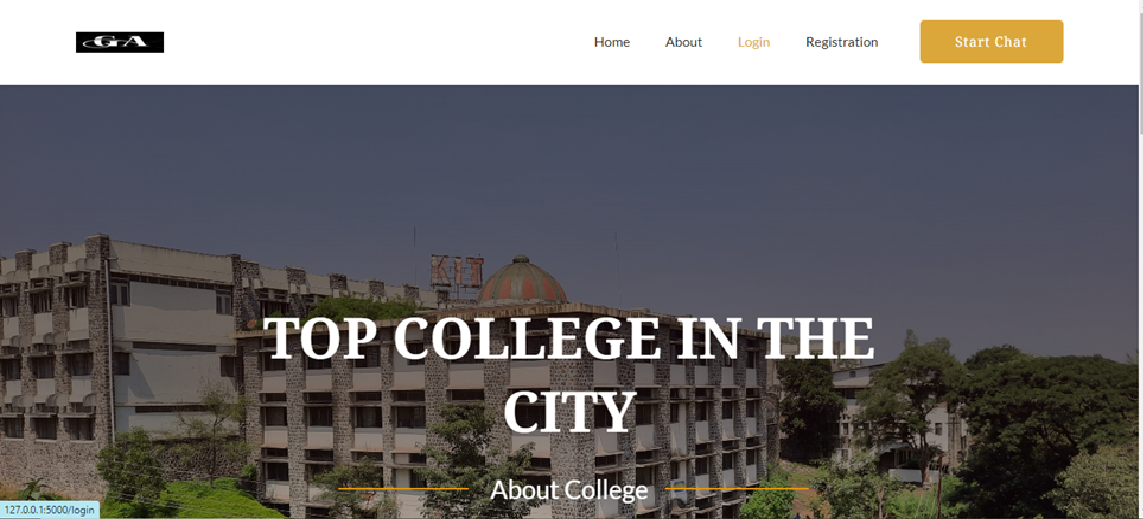 GA
Home About Login Registration Start Chat
KIT
TOP COLLEGE IN THE
CITY
About College
127.0.0.1:5000/login